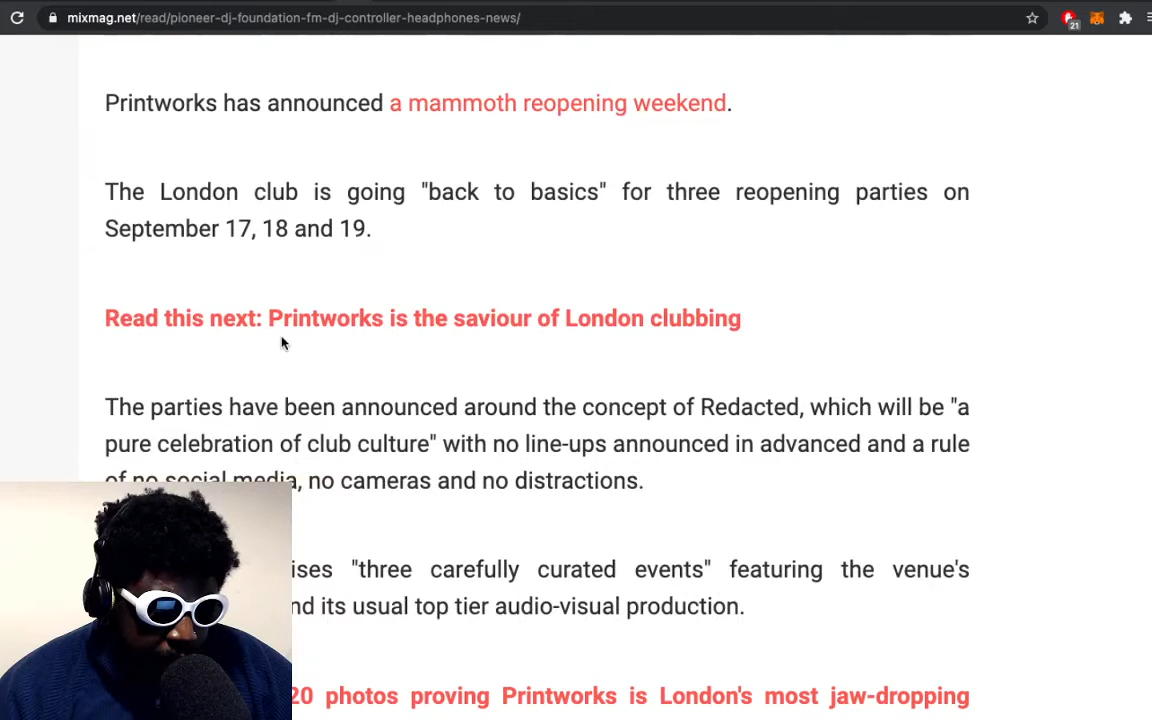 mixmag.net/read/pioneer-dj-foundation-fm-dj-controller-headphones-news/
21
Printworks has announced a mammoth reopening weekend.
The London club is going "back to basics" for three reopening parties on
September 17, 18 and 19.
Read this next: Printworks is the saviour of London clubbing
The parties have been announced around the concept of Redacted, which will be "a
pure celebration of club culture" with no line-ups announced in advanced and a rule
of no social media, no cameras and no distractions.
"three carefully curated events" featuring the venue's
its usual top tier audio-visual production.
20 photos proving Printworks is London's most jaw-dropping